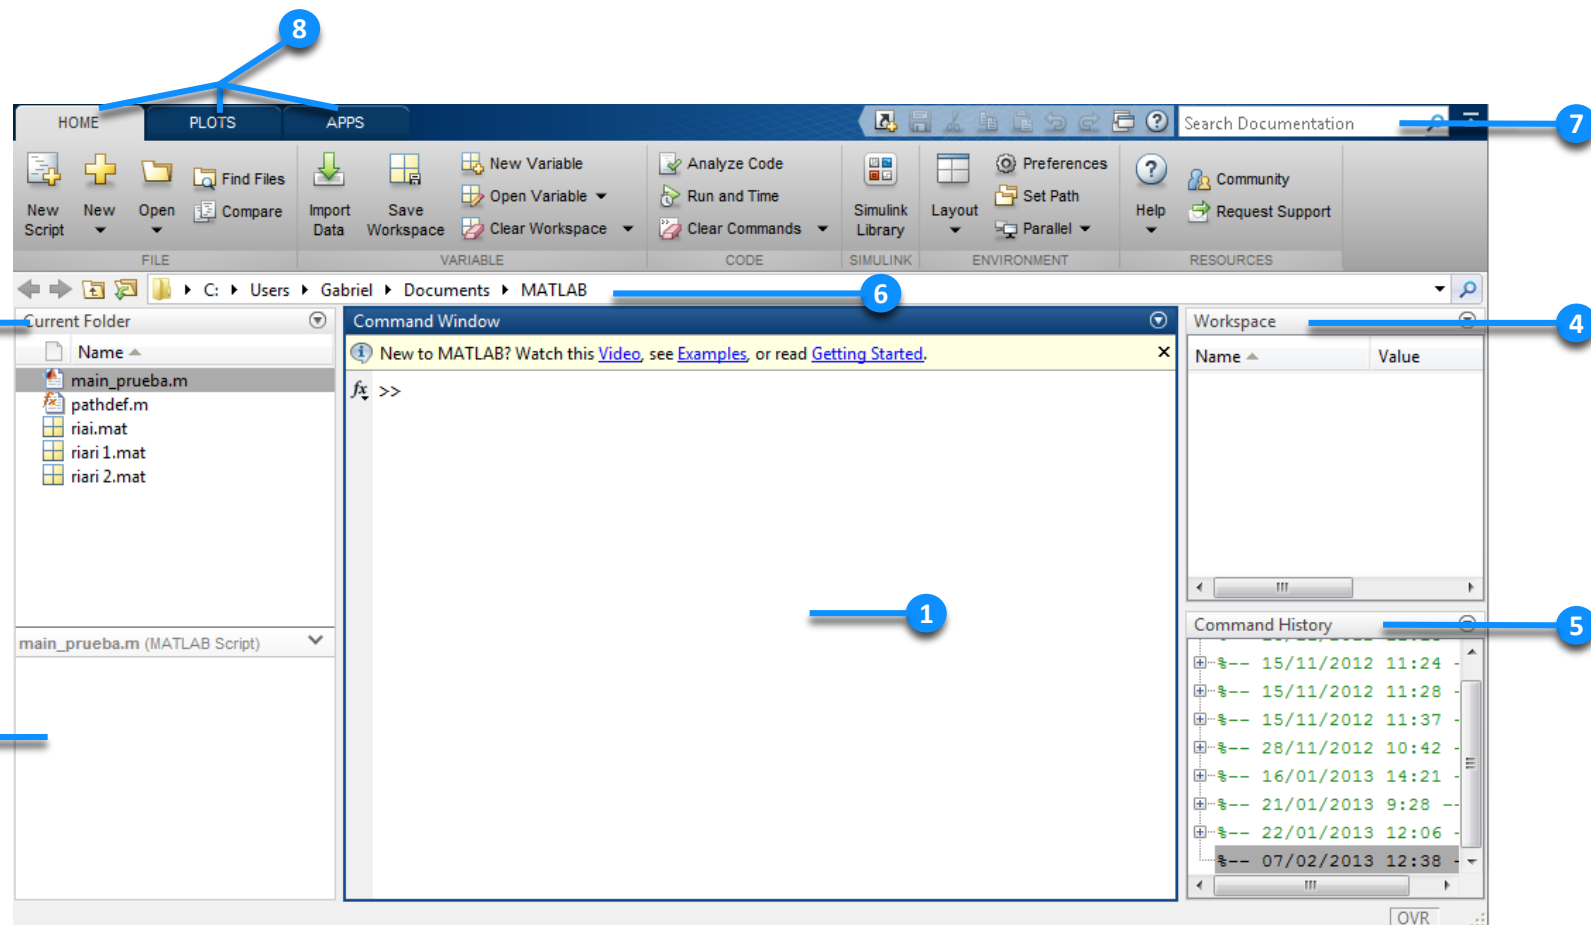 8
HOME PLOTS APPS
Search Documentation
7
New Script
New
Open
Find Files
Compare
FILE
Import Data
Save Workspace
New Variable
Open Variable
Clear Workspace
VARIABLE
Analyze Code
Run and Time
Clear Commands
CODE
Simulink Library
SIMULINK
Layout
Preferences
Set Path
Parallel
ENVIRONMENT
Help
Community
Request Support
RESOURCES
C: Users Gabriel Documents MATLAB
6
Current Folder
Name
main_prueba.m
pathdef.m
riai.mat
riari 1.mat
riari 2.mat
main_prueba.m (MATLAB Script)
Command Window
New to MATLAB? Watch this Video, see Examples, or read Getting Started.
fx >>
1
Workspace
4
Name Value
Command History
5
%-- 15/11/2012 11:24 -
%-- 15/11/2012 11:28 -
%-- 15/11/2012 11:37 -
%-- 28/11/2012 10:42 -
%-- 16/01/2013 14:21 -
%-- 21/01/2013 9:28 --
%-- 22/01/2013 12:06 -
%-- 07/02/2013 12:38 -
OVR